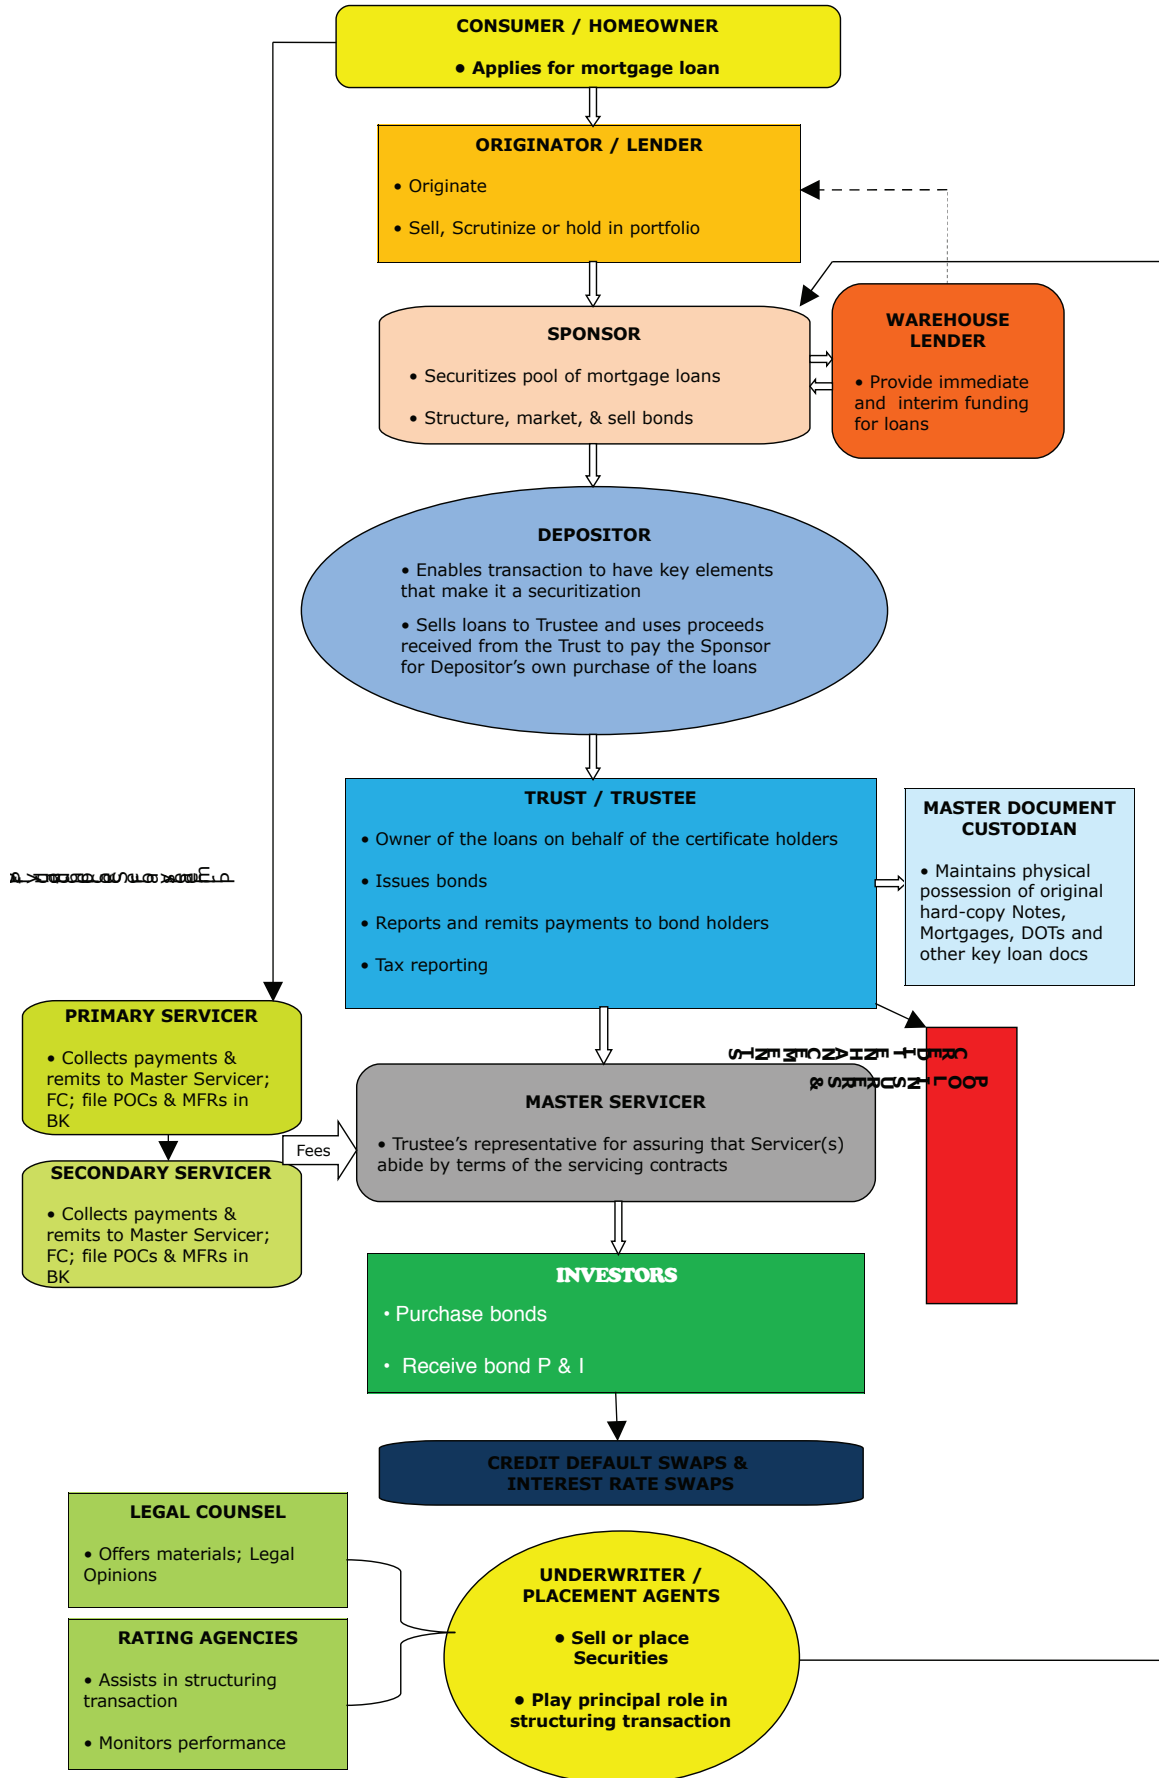 CONSUMER / HOMEOWNER
• Applies for mortgage loan
ORIGINATOR / LENDER
• Originate
• Sell, Scrutinize or hold in portfolio
SPONSOR
• Securitizes pool of mortgage loans
• Structure, market, & sell bonds
WAREHOUSE
LENDER
• Provide immediate
and interim funding
for loans
DEPOSITOR
• Enables transaction to have key elements
that make it a securitization
• Sells loans to Trustee and uses proceeds
received from the Trust to pay the Sponsor
for Depositor’s own purchase of the loans
TRUST / TRUSTEE
• Owner of the loans on behalf of the certificate holders
• Issues bonds
• Reports and remits payments to bond holders
• Tax reporting
MASTER DOCUMENT
CUSTODIAN
• Maintains physical
possession of original
hard-copy Notes,
Mortgages, DOTs and
other key loan docs
PRIMARY SERVICER
• Collects payments &
remits to Master Servicer;
FC; file POCs & MFRs in
BK
SECONDARY SERVICER
• Collects payments &
remits to Master Servicer;
FC; file POCs & MFRs in
BK
Fees
MASTER SERVICER
• Trustee’s representative for assuring that Servicer(s)
abide by terms of the servicing contracts
POOL INSURERS &
CREDIT ENHANCEMENTS
INVESTORS
• Purchase bonds
• Receive bond P & I
CREDIT DEFAULT SWAPS &
INTEREST RATE SWAPS
LEGAL COUNSEL
• Offers materials; Legal
Opinions
RATING AGENCIES
• Assists in structuring
transaction
• Monitors performance
UNDERWRITER /
PLACEMENT AGENTS
• Sell or place
Securities
• Play principal role in
structuring transaction